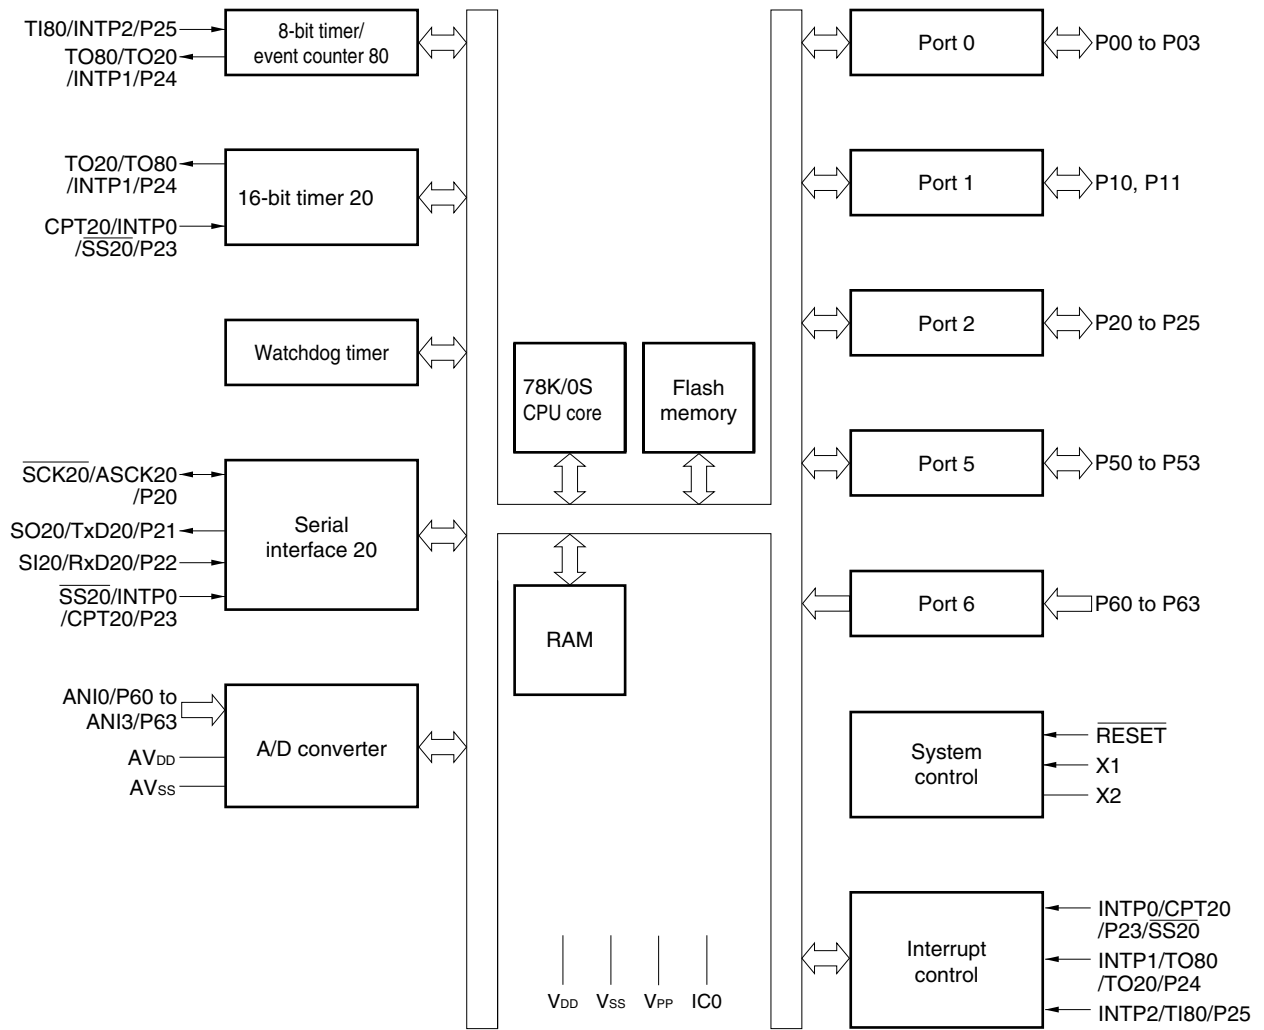 TI80/INTP2/P25
TO80/TO20
/INTP1/P24
8-bit timer/
event counter 80
TO20/TO80
/INTP1/P24
CPT20/INTP0
/SS20/P23
16-bit timer 20
Watchdog timer
SCK20/ASCK20
/P20
SO20/TxD20/P21
SI20/RxD20/P22
SS20/INTP0
/CPT20/P23
Serial
interface 20
ANI0/P60 to
ANI3/P63
AVDD
AVSS
A/D converter
78K/0S
CPU core
Flash
memory
RAM
VDD
VSS
VPP
IC0
Port 0
P00 to P03
Port 1
P10, P11
Port 2
P20 to P25
Port 5
P50 to P53
Port 6
P60 to P63
System
control
RESET
X1
X2
Interrupt
control
INTP0/CPT20
/P23/SS20
INTP1/TO80
/TO20/P24
INTP2/TI80/P25